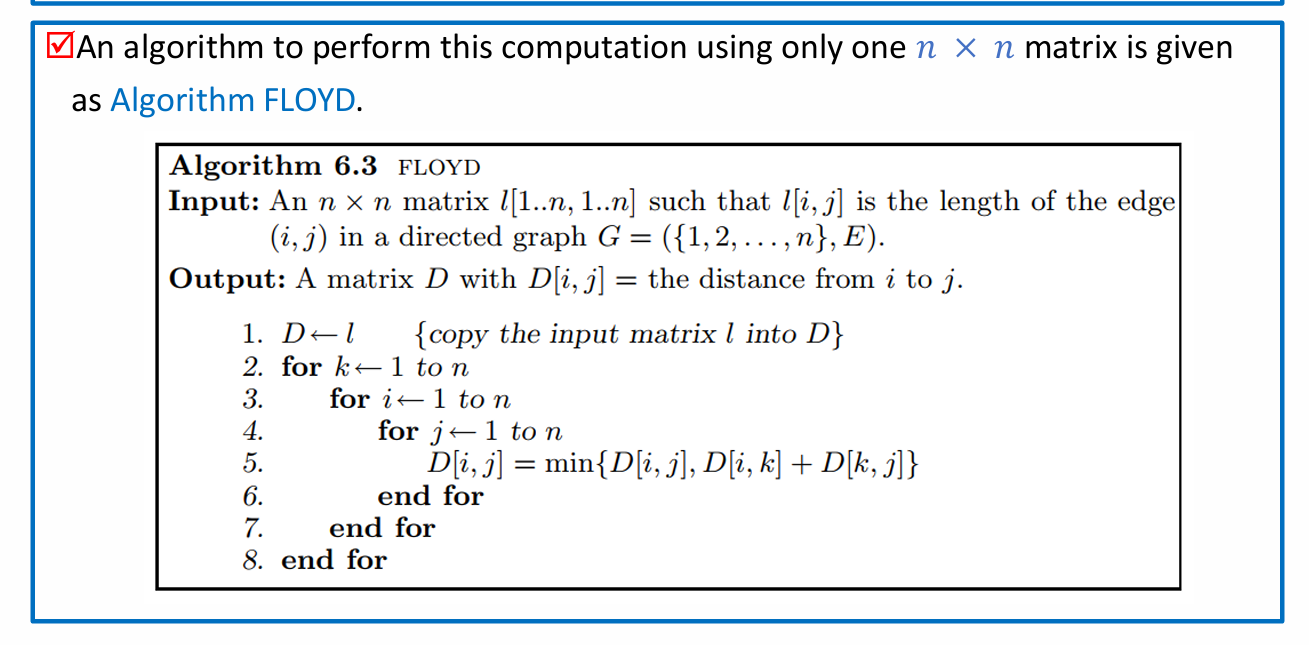 ☑An algorithm to perform this computation using only one n × n matrix is given
as Algorithm FLOYD.
Algorithm 6.3 FLOYD
Input: An n × n matrix l[1..n, 1..n] such that l[i, j] is the length of the edge
(i, j) in a directed graph G = ({1, 2, . . . , n}, E).
Output: A matrix D with D[i, j] = the distance from i to j.
1. D ← l {copy the input matrix l into D}
2. for k ← 1 to n
3. for i ← 1 to n
4. for j ← 1 to n
5. D[i, j] = min{D[i, j], D[i, k] + D[k, j]}
6. end for
7. end for
8. end for